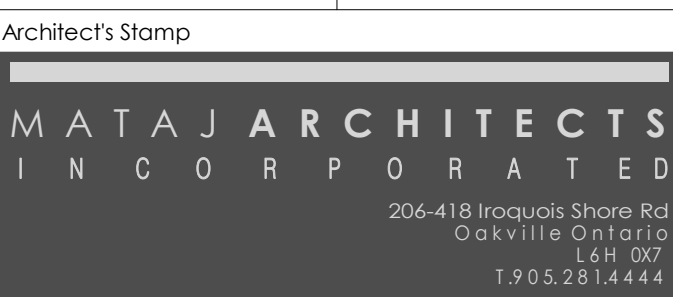 Architect's Stamp
MATAJ ARCHITECTS
INCORPORATED
206-418 Iroquois Shore Rd
Oakville Ontario
L6H 0X7
T.905.281.4444